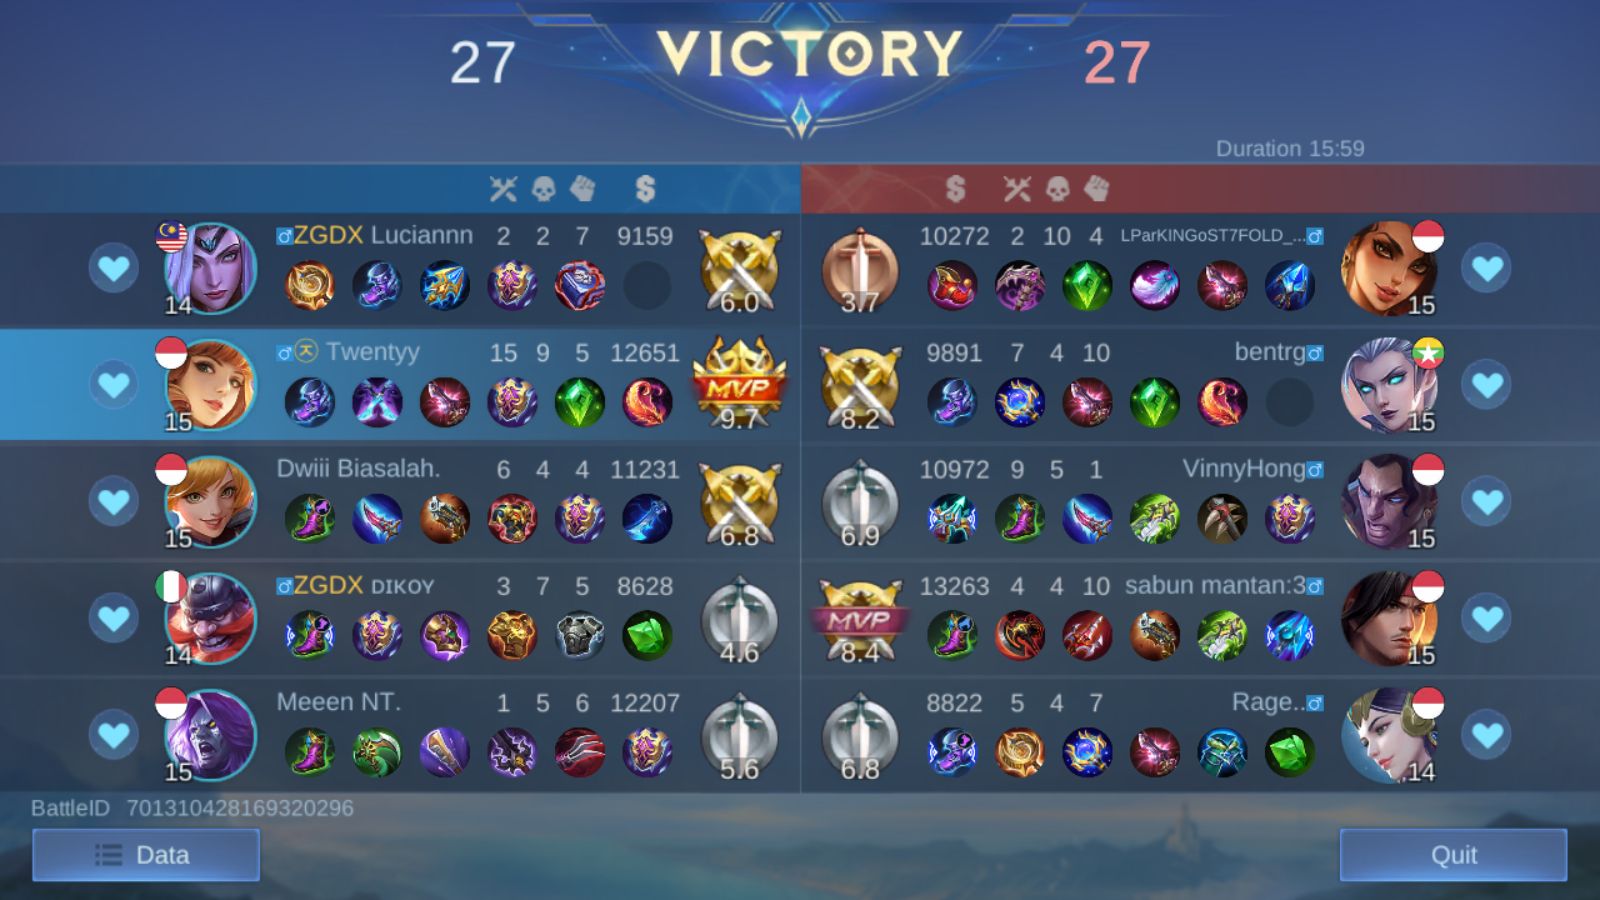 27 VICTORY 27
Duration 15:59
ZGDX Luciannn 2 2 7 9159
14 6.0
10272 2 10 4 LParKINGoST7FOLD_...
3.7 15
Twentyy 15 9 5 12651
15 MVP 9.7
9891 7 4 10 bentrg
8.2 15
Dwiii Biasalah. 6 4 4 11231
15 6.8
10972 9 5 1 VinnyHong
6.9 15
ZGDX DIKOY 3 7 5 8628
14 4.6
13263 4 4 10 sabun mantan:3
MVP 8.4 15
Meeen NT. 1 5 6 12207
15 5.6
8822 5 4 7 Rage..
6.8 14
BattleID 701310428169320296
Data
Quit